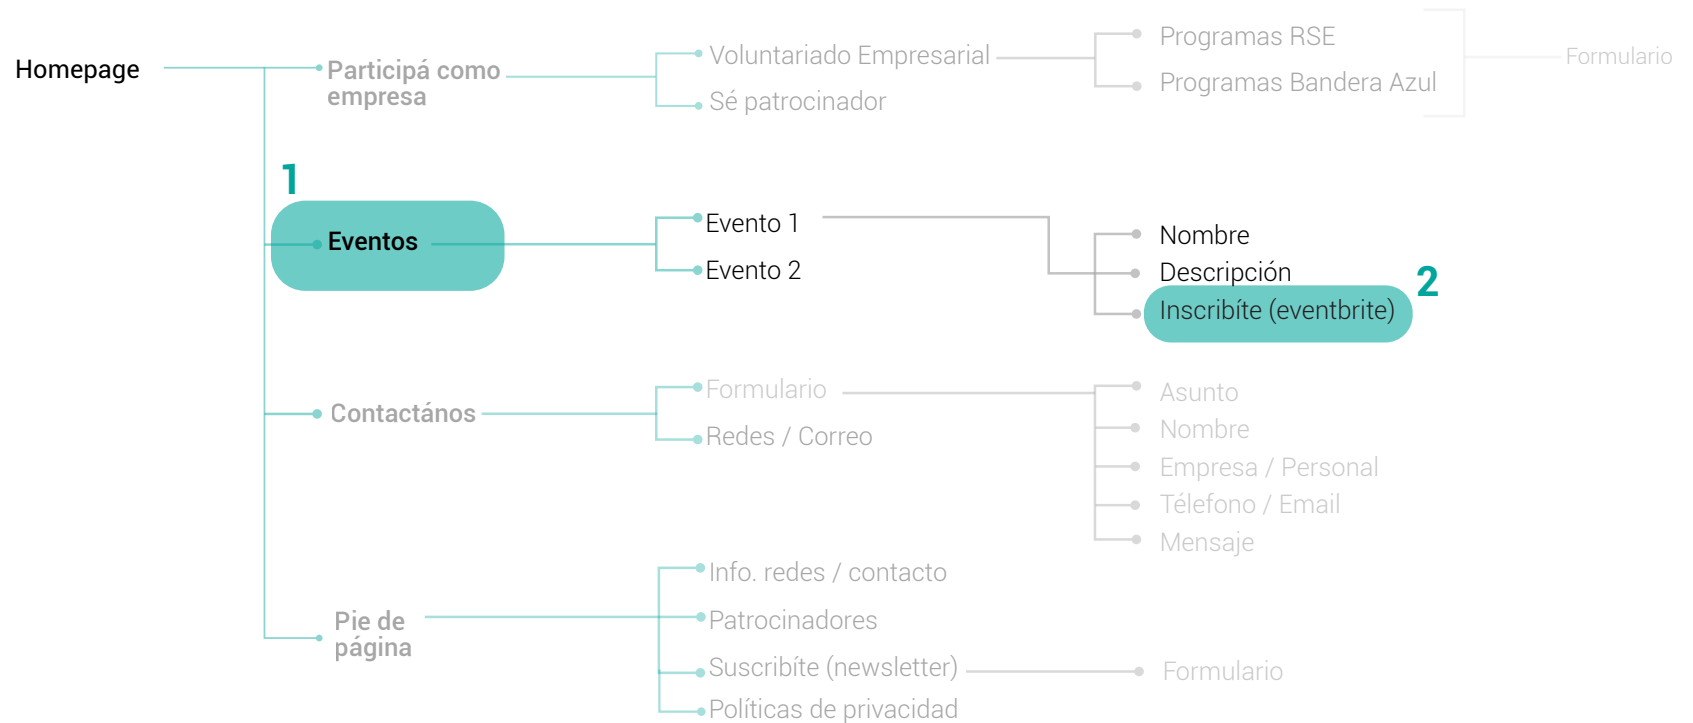 Homepage
Participá como
empresa
Voluntariado Empresarial
Sé patrocinador
Programas RSE
Programas Bandera Azul
Formulario
1
Eventos
Evento 1
Evento 2
Nombre
Descripción
Inscribíte (eventbrite)
2
Contactános
Formulario
Redes / Correo
Asunto
Nombre
Empresa / Personal
Télefono / Email
Mensaje
Pie de
página
Info. redes / contacto
Patrocinadores
Suscribíte (newsletter)
Políticas de privacidad
Formulario